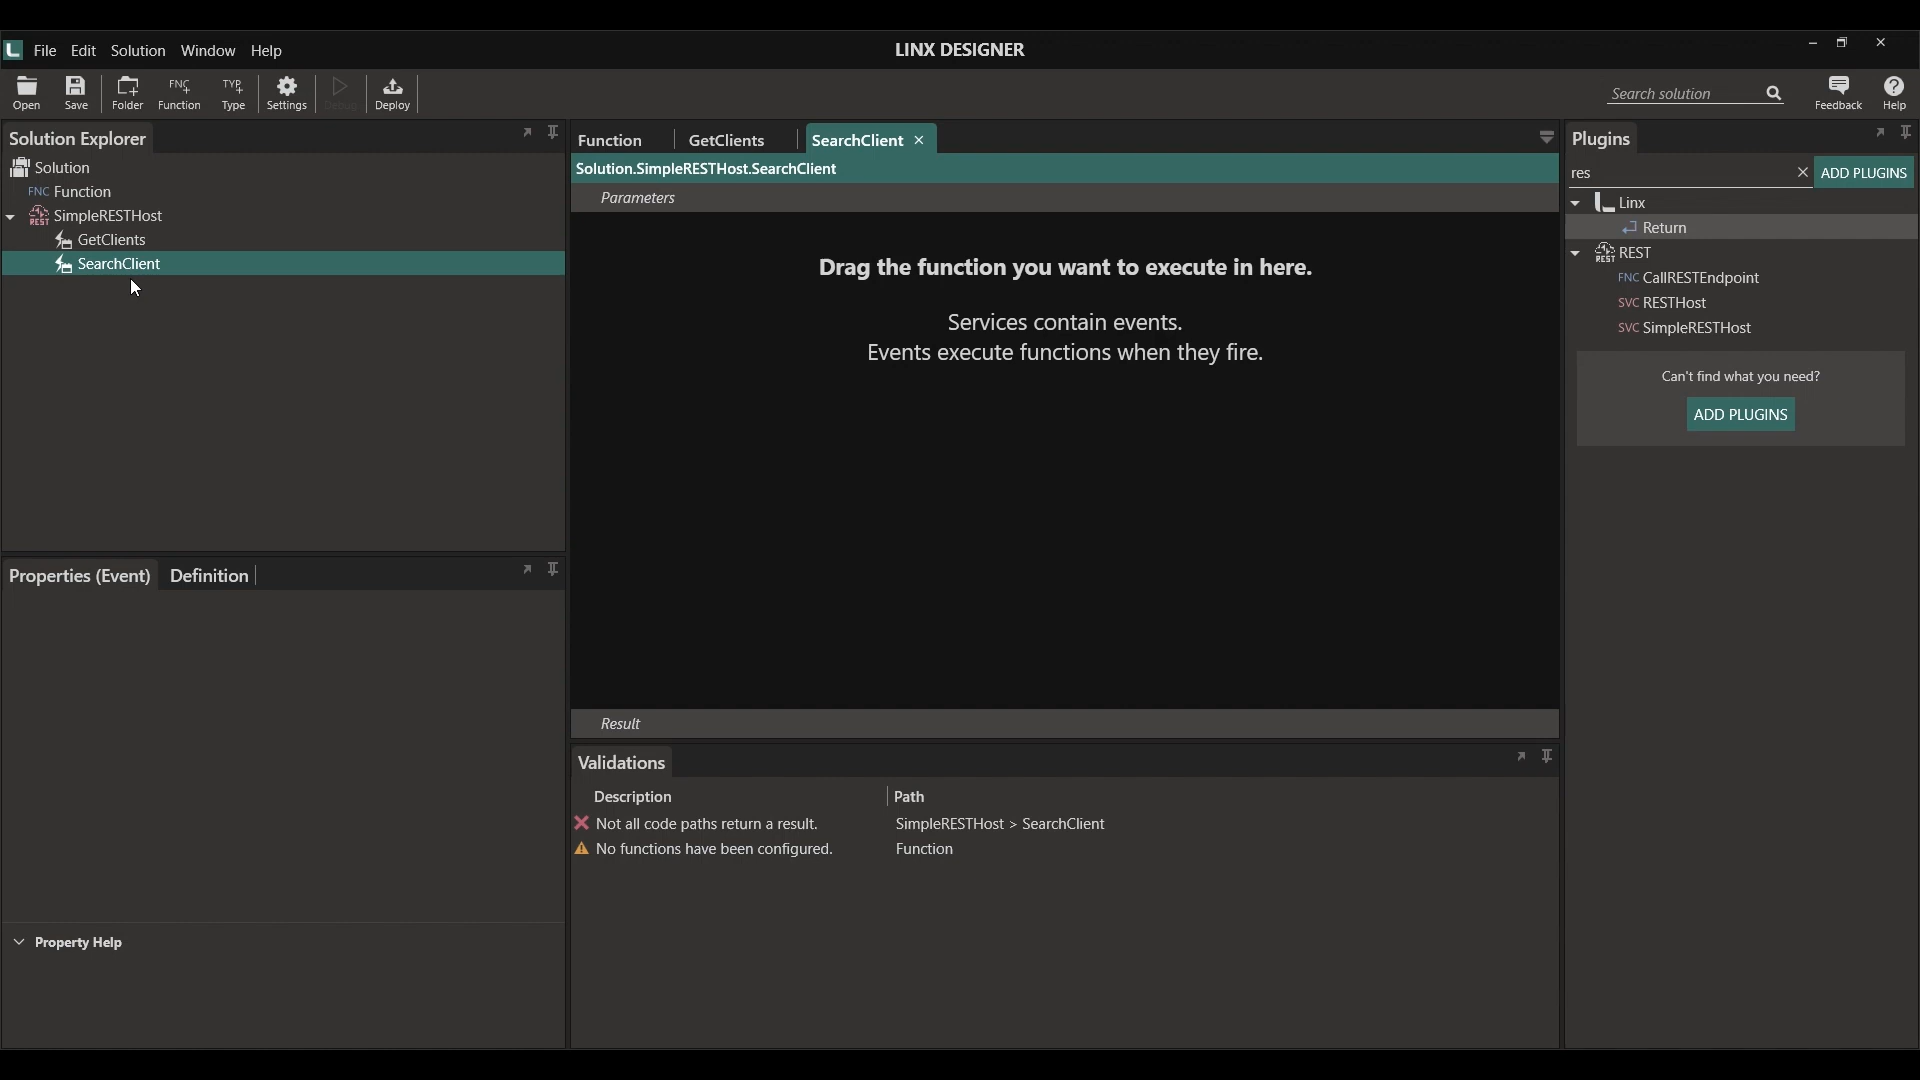 File Edit Solution Window Help
LINX DESIGNER
Open Save Folder FNC Function TYP Type Settings Debug Deploy
Search solution
Feedback Help
Solution Explorer
Solution
FNC Function
REST SimpleRESTHost
GetClients
SearchClient
Properties (Event) Definition
Property Help
Function GetClients SearchClient
Solution.SimpleRESTHost.SearchClient
Parameters
Drag the function you want to execute in here.
Services contain events.
Events execute functions when they fire.
Result
Validations
Description Path
Not all code paths return a result. SimpleRESTHost > SearchClient
No functions have been configured. Function
Plugins
res ADD PLUGINS
Linx
Return
REST REST
FNC CallRESTEndpoint
SVC RESTHost
SVC SimpleRESTHost
Can't find what you need?
ADD PLUGINS